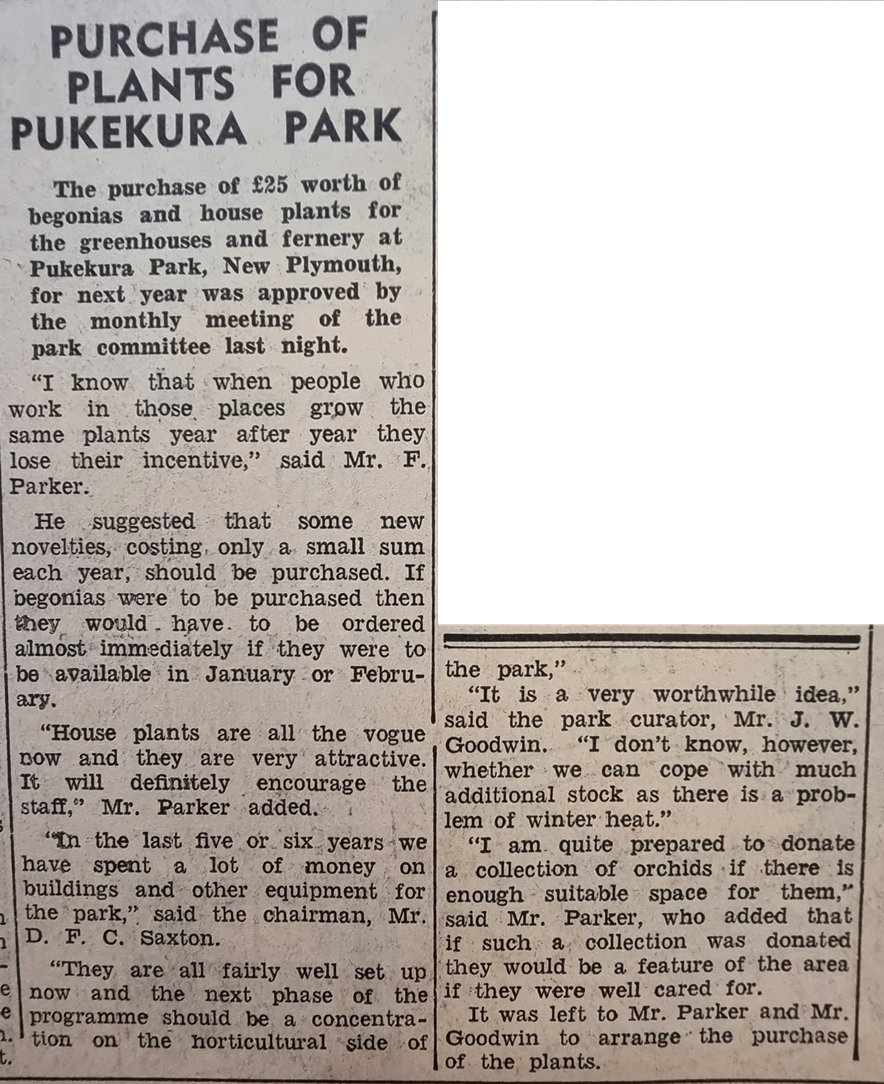 PURCHASE OF
PLANTS FOR
PUKEKURA PARK
The purchase of £25 worth of
begonias and house plants for
the greenhouses and fernery at
Pukekura Park, New Plymouth,
for next year was approved by
the monthly meeting of the
park committee last night.
"I know that when people who
work in those places grow the
same plants year after year they
lose their incentive," said Mr. F.
Parker.
He suggested that some new
novelties, costing only a small sum
each year, should be purchased. If
begonias were to be purchased then
they would have to be ordered
almost immediately if they were to
be available in January or Febru-
ary.
"House plants are all the vogue
now and they are very attractive.
It will definitely encourage the
staff," Mr. Parker added.
"In the last five or six years we
have spent a lot of money on
buildings and other equipment for
the park," said the chairman, Mr.
D. F. C. Saxton.
"They are all fairly well set up
now and the next phase of the
programme should be a concentra-
tion on the horticultural side of
the park,"
"It is a very worthwhile idea,"
said the park curator, Mr. J. W.
Goodwin. "I don't know, however,
whether we can cope with much
additional stock as there is a prob-
lem of winter heat."
"I am quite prepared to donate
a collection of orchids if there is
enough suitable space for them,"
said Mr. Parker, who added that
if such a collection was donated
they would be a feature of the area
if they were well cared for.
It was left to Mr. Parker and Mr.
Goodwin to arrange the purchase
of the plants.